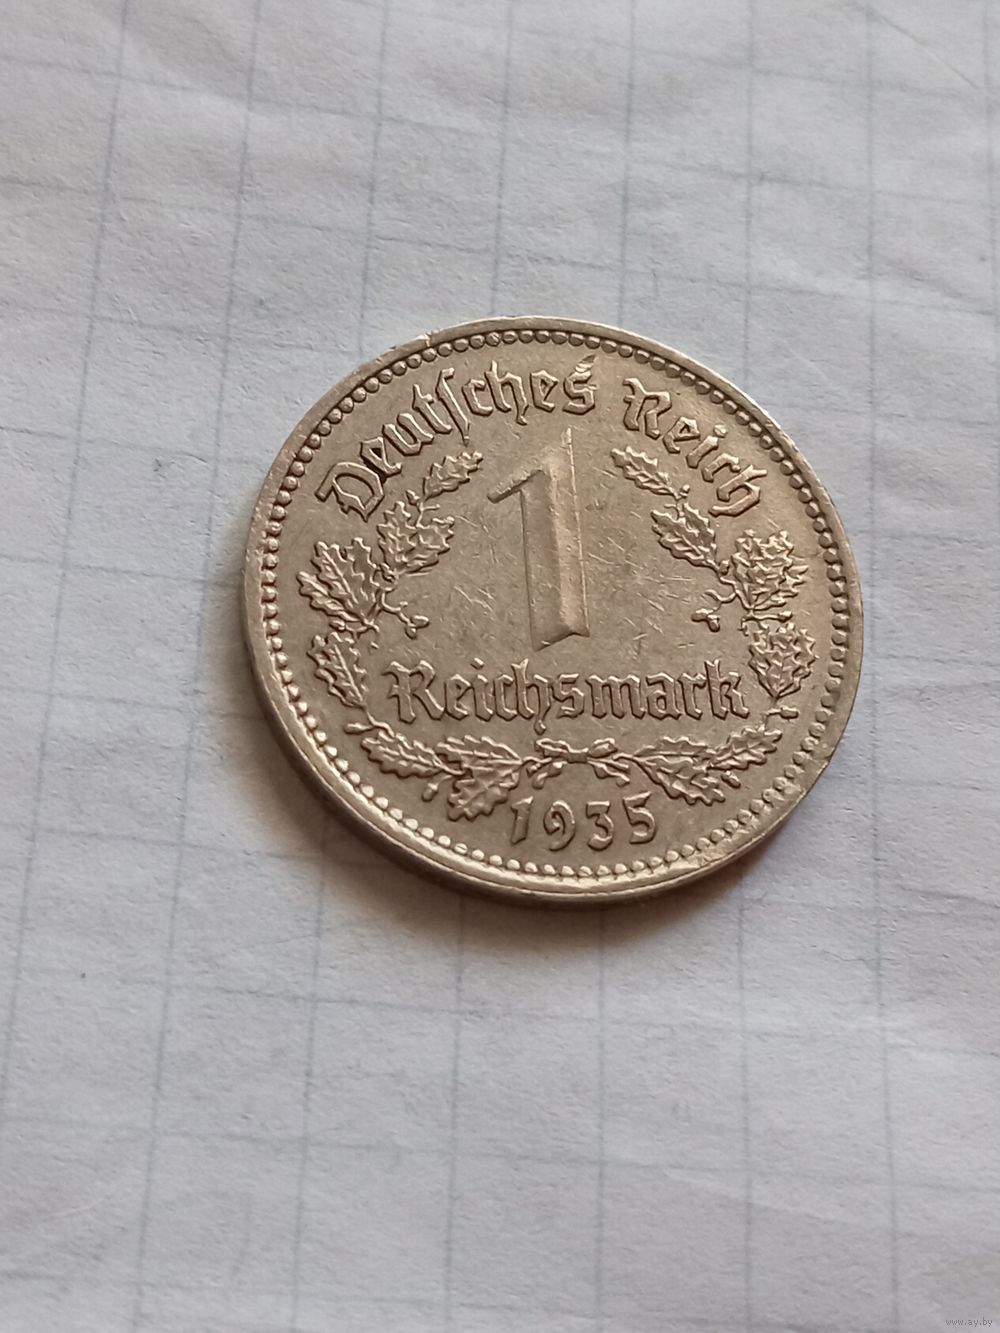 Deutſches Reich
1
Reichsmark
1935
www.ay.by